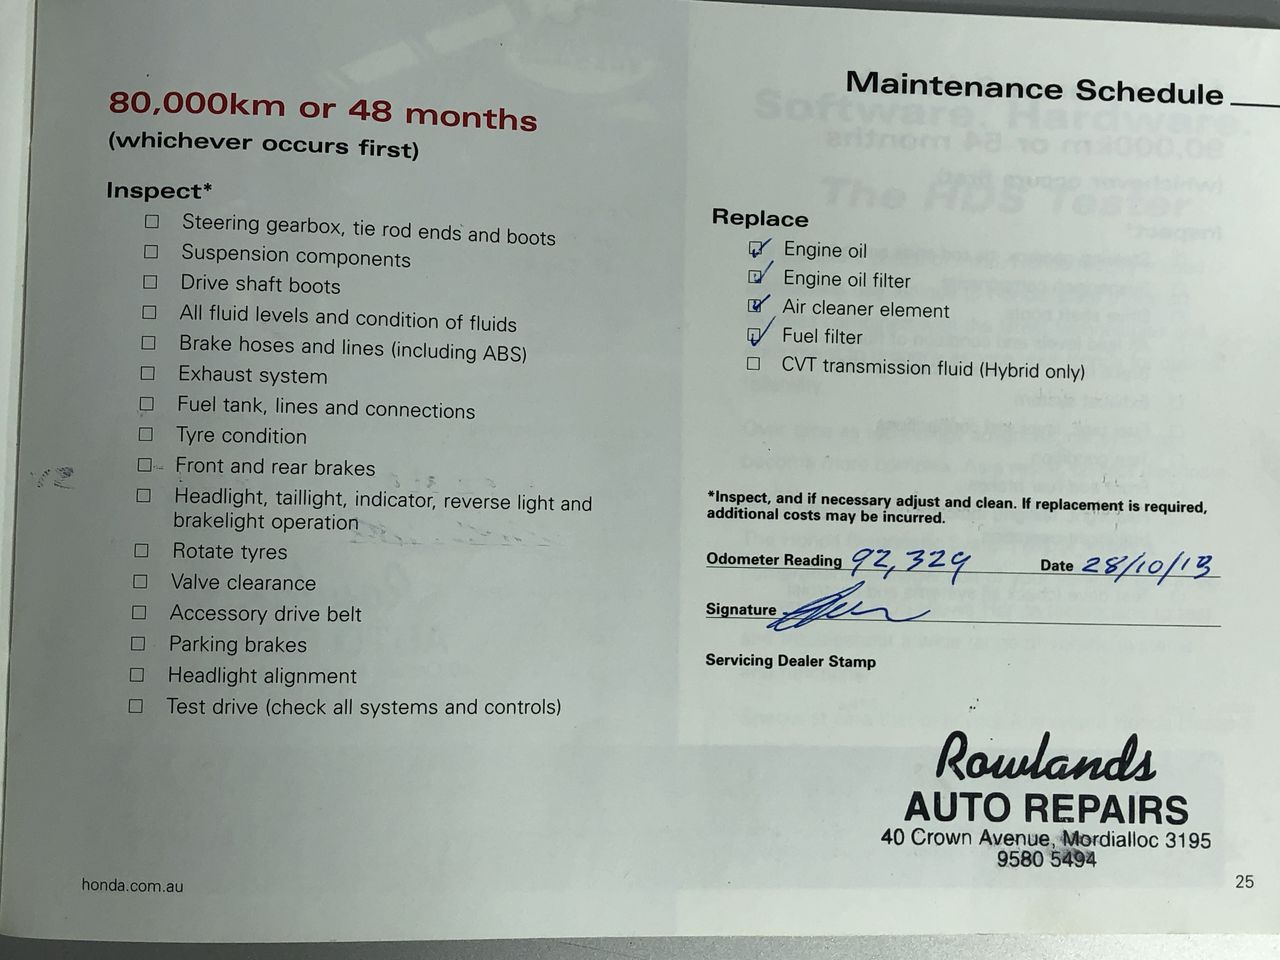 80,000km or 48 months
(whichever occurs first)
Inspect*
Steering gearbox, tie rod ends and boots
Suspension components
Drive shaft boots
All fluid levels and condition of fluids
Brake hoses and lines (including ABS)
Exhaust system
Fuel tank, lines and connections
Tyre condition
Front and rear brakes
Headlight, taillight, indicator, reverse light and
brakelight operation
Rotate tyres
Valve clearance
Accessory drive belt
Parking brakes
Headlight alignment
Test drive (check all systems and controls)
honda.com.au
Maintenance Schedule
Replace
Engine oil
Engine oil filter
Air cleaner element
Fuel filter
CVT transmission fluid (Hybrid only)
*Inspect, and if necessary adjust and clean. If replacement is required,
additional costs may be incurred.
Odometer Reading 92,329 Date 28/10/13
Signature
Servicing Dealer Stamp
Rowlands
AUTO REPAIRS
40 Crown Avenue, Mordialloc 3195
9580 5494
25